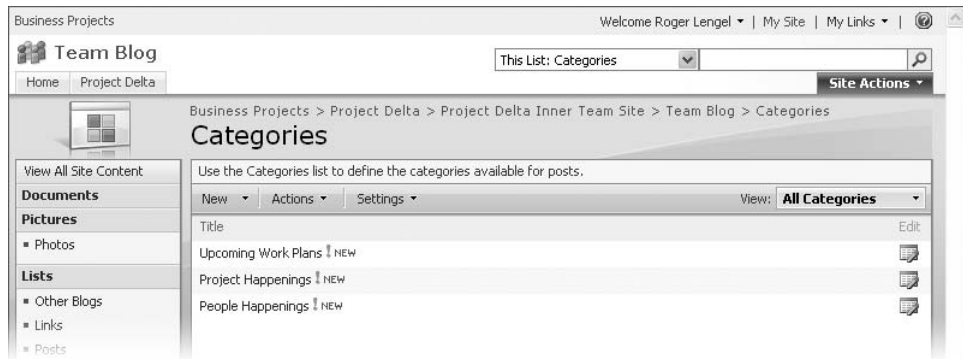 Business Projects
Welcome Roger Lengel | My Site | My Links |
Team Blog
This List: Categories
Home Project Delta
Site Actions
Business Projects > Project Delta > Project Delta Inner Team Site > Team Blog > Categories
Categories
View All Site Content
Use the Categories list to define the categories available for posts.
Documents
New Actions Settings View: All Categories
Pictures
Title Edit
Photos
Upcoming Work Plans ! NEW
Lists
Project Happenings ! NEW
Other Blogs
People Happenings ! NEW
Links
Posts